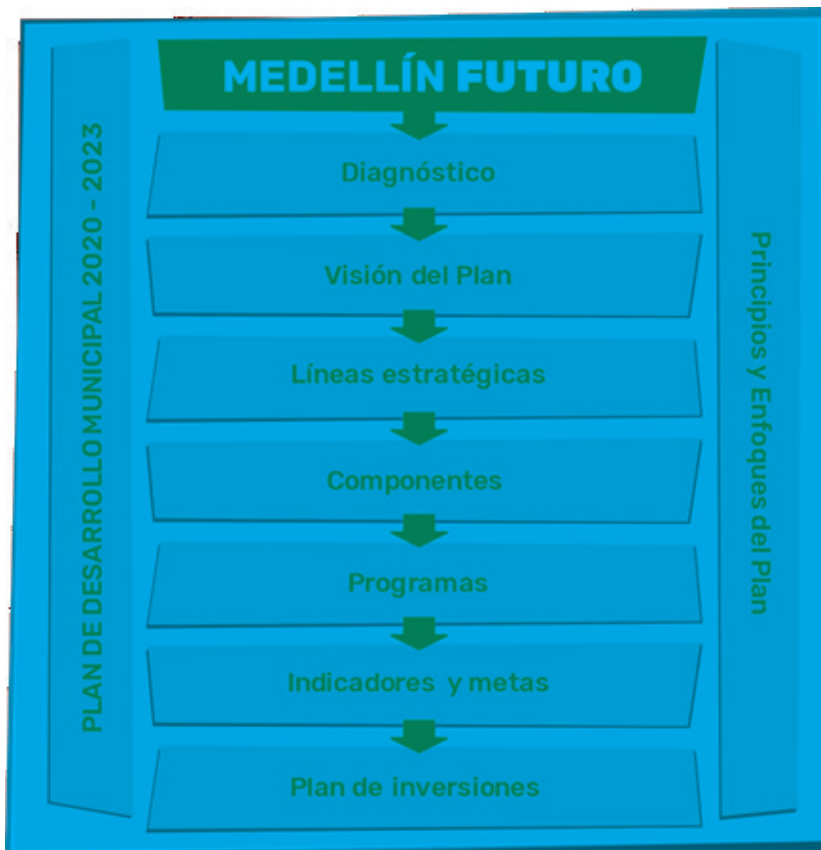 MEDELLÍN FUTURO
PLAN DE DESARROLLO MUNICIPAL 2020 - 2023
Diagnóstico
Visión del Plan
Líneas estratégicas
Componentes
Programas
Indicadores y metas
Plan de inversiones
Principios y Enfoques del Plan